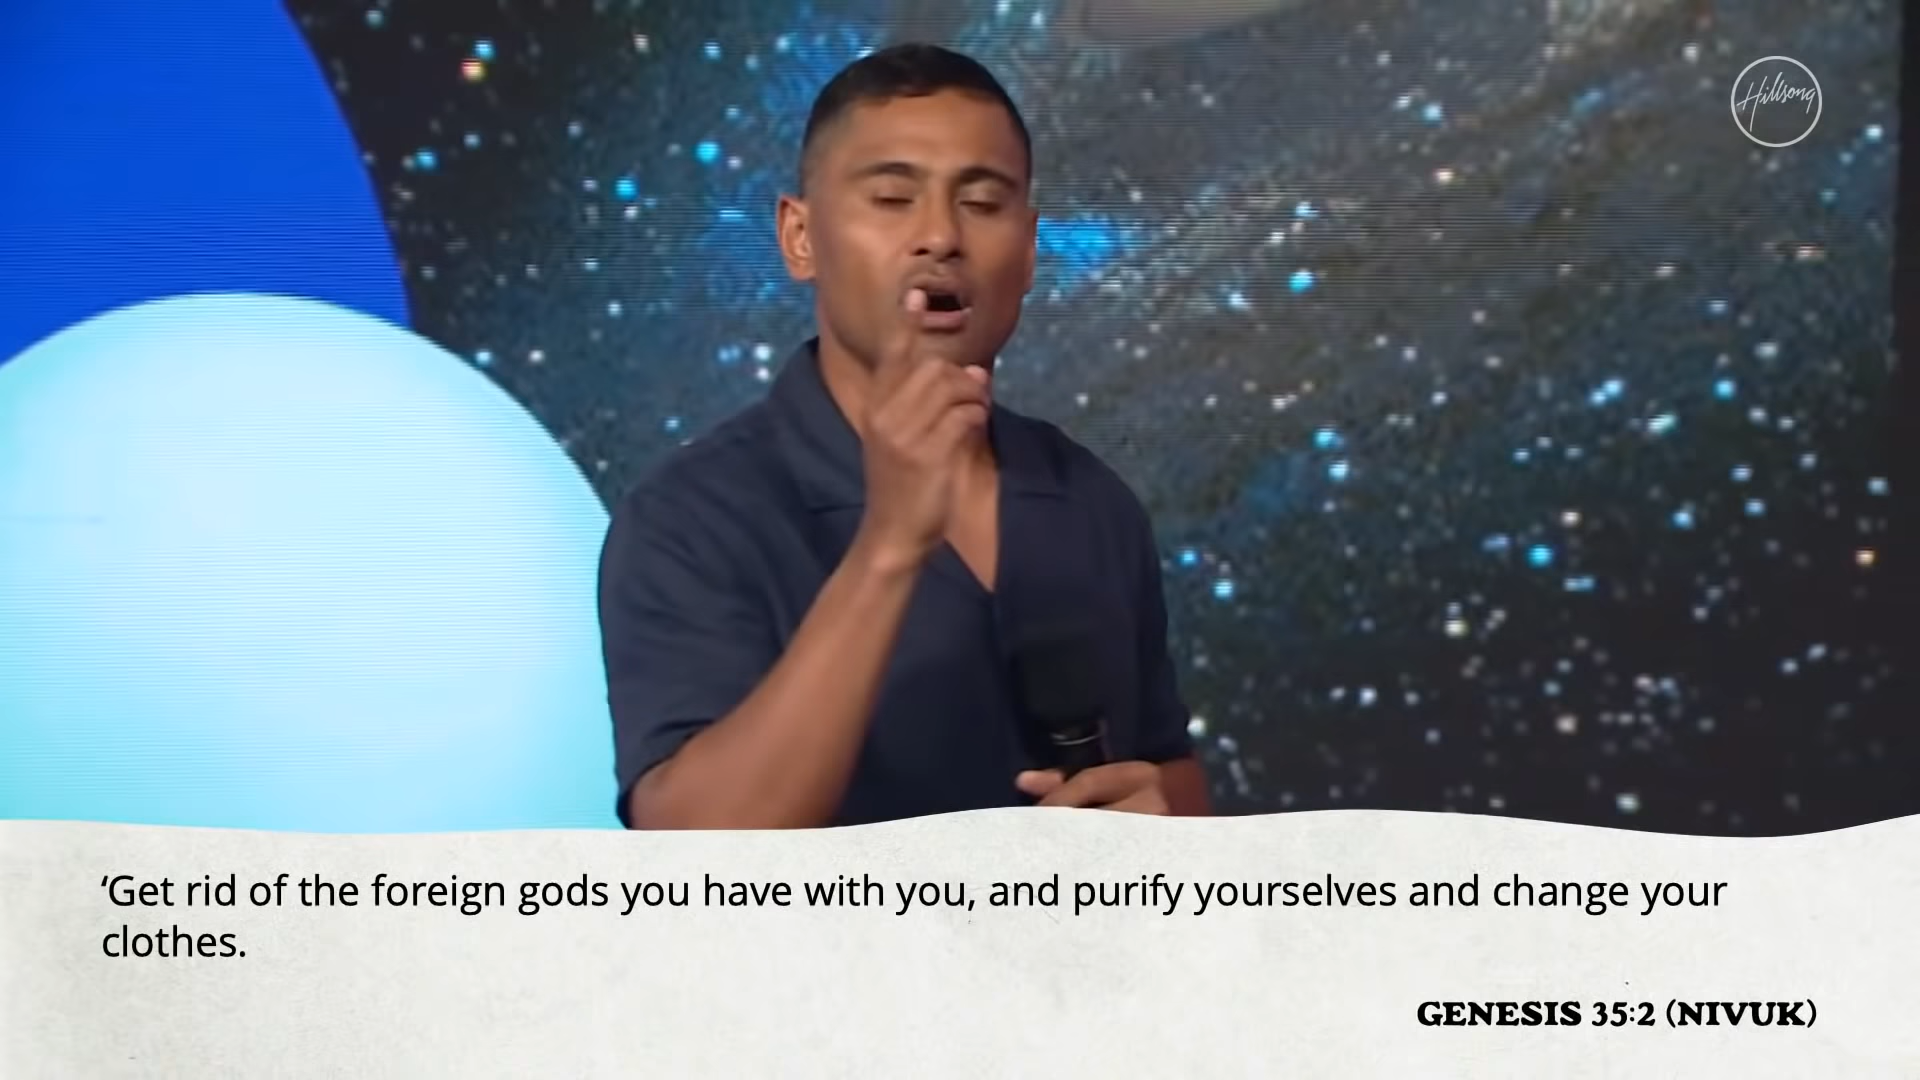 Hillsong
‘Get rid of the foreign gods you have with you, and purify yourselves and change your
clothes.
GENESIS 35:2 (NIVUK)